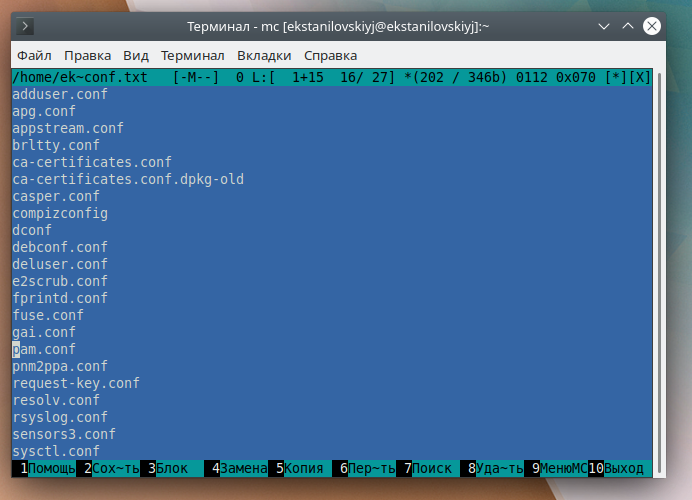 Терминал - mc [ekstanilovskiyj@ekstanilovskiyj]:~
Файл Правка Вид Терминал Вкладки Справка
/home/ek~conf.txt [-M--] 0 L:[ 1+15 16/ 27] *(202 / 346b) 0112 0x070 [*][X]
adduser.conf
apg.conf
appstream.conf
brltty.conf
ca-certificates.conf
ca-certificates.conf.dpkg-old
casper.conf
compizconfig
dconf
debconf.conf
deluser.conf
e2scrub.conf
fprintd.conf
fuse.conf
gai.conf
pam.conf
pnm2ppa.conf
request-key.conf
resolv.conf
rsyslog.conf
sensors3.conf
sysctl.conf
1Помощь 2Сох~ть 3Блок 4Замена 5Копия 6Пер~ть 7Поиск 8Уда~ть 9МенюMC 10Выход